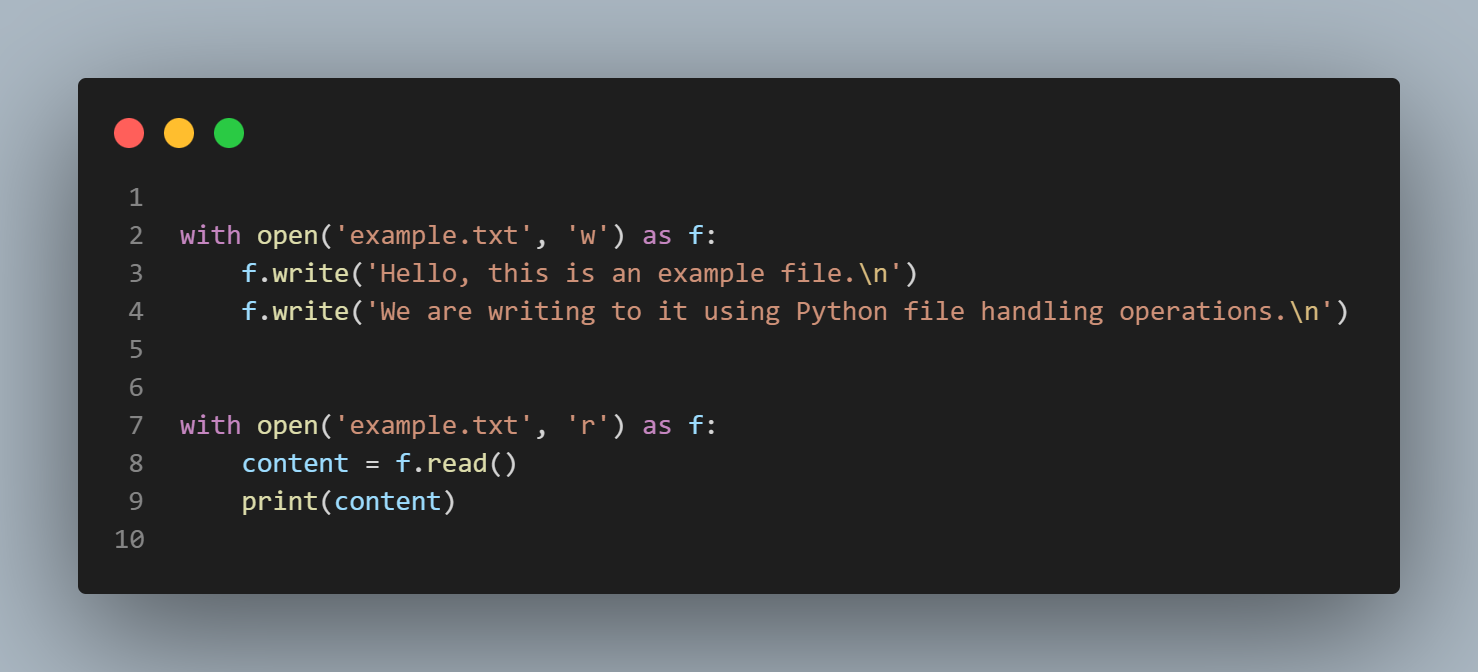 1
2 with open('example.txt', 'w') as f:
3     f.write('Hello, this is an example file.\n')
4     f.write('We are writing to it using Python file handling operations.\n')
5
6
7 with open('example.txt', 'r') as f:
8     content = f.read()
9     print(content)
10